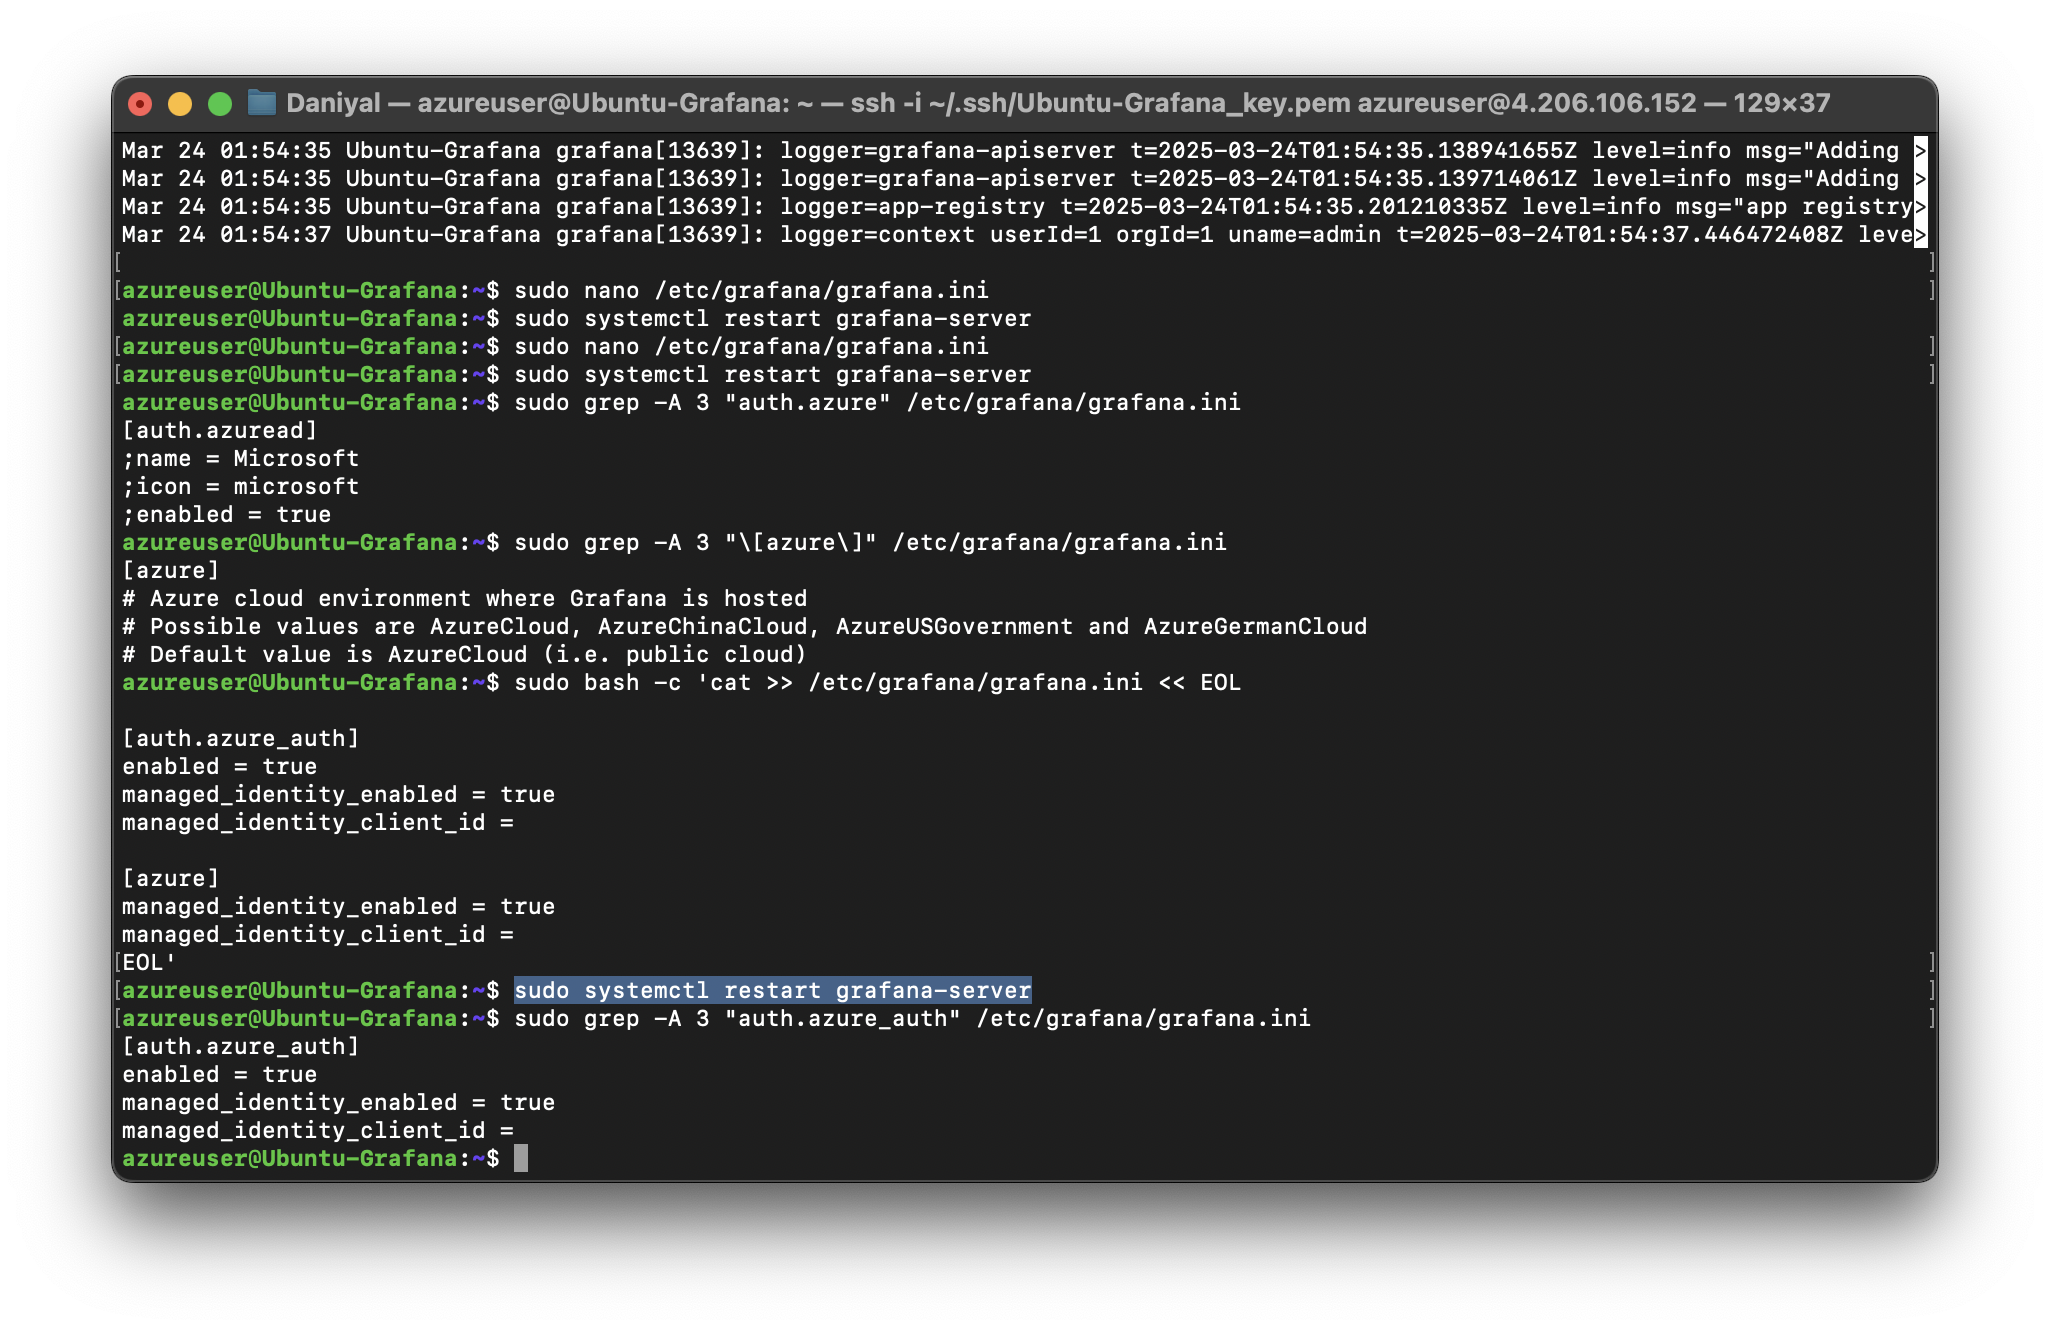 Daniyal — azureuser@Ubuntu-Grafana: ~ — ssh -i ~/.ssh/Ubuntu-Grafana_key.pem azureuser@4.206.106.152 — 129×37
Mar 24 01:54:35 Ubuntu-Grafana grafana[13639]: logger=grafana-apiserver t=2025-03-24T01:54:35.138941655Z level=info msg="Adding >
Mar 24 01:54:35 Ubuntu-Grafana grafana[13639]: logger=grafana-apiserver t=2025-03-24T01:54:35.139714061Z level=info msg="Adding >
Mar 24 01:54:35 Ubuntu-Grafana grafana[13639]: logger=app-registry t=2025-03-24T01:54:35.201210335Z level=info msg="app registry>
Mar 24 01:54:37 Ubuntu-Grafana grafana[13639]: logger=context userId=1 orgId=1 uname=admin t=2025-03-24T01:54:37.446472408Z leve>
[ ]
[azureuser@Ubuntu-Grafana:~$ sudo nano /etc/grafana/grafana.ini ]
azureuser@Ubuntu-Grafana:~$ sudo systemctl restart grafana-server
[azureuser@Ubuntu-Grafana:~$ sudo nano /etc/grafana/grafana.ini ]
[azureuser@Ubuntu-Grafana:~$ sudo systemctl restart grafana-server ]
azureuser@Ubuntu-Grafana:~$ sudo grep -A 3 "auth.azure" /etc/grafana/grafana.ini
[auth.azuread]
;name = Microsoft
;icon = microsoft
;enabled = true
azureuser@Ubuntu-Grafana:~$ sudo grep -A 3 "\[azure\]" /etc/grafana/grafana.ini
[azure]
# Azure cloud environment where Grafana is hosted
# Possible values are AzureCloud, AzureChinaCloud, AzureUSGovernment and AzureGermanCloud
# Default value is AzureCloud (i.e. public cloud)
azureuser@Ubuntu-Grafana:~$ sudo bash -c 'cat >> /etc/grafana/grafana.ini << EOL
[auth.azure_auth]
enabled = true
managed_identity_enabled = true
managed_identity_client_id =
[azure]
managed_identity_enabled = true
managed_identity_client_id =
[EOL' ]
[azureuser@Ubuntu-Grafana:~$ sudo systemctl restart grafana-server ]
[azureuser@Ubuntu-Grafana:~$ sudo grep -A 3 "auth.azure_auth" /etc/grafana/grafana.ini ]
[auth.azure_auth]
enabled = true
managed_identity_enabled = true
managed_identity_client_id =
azureuser@Ubuntu-Grafana:~$